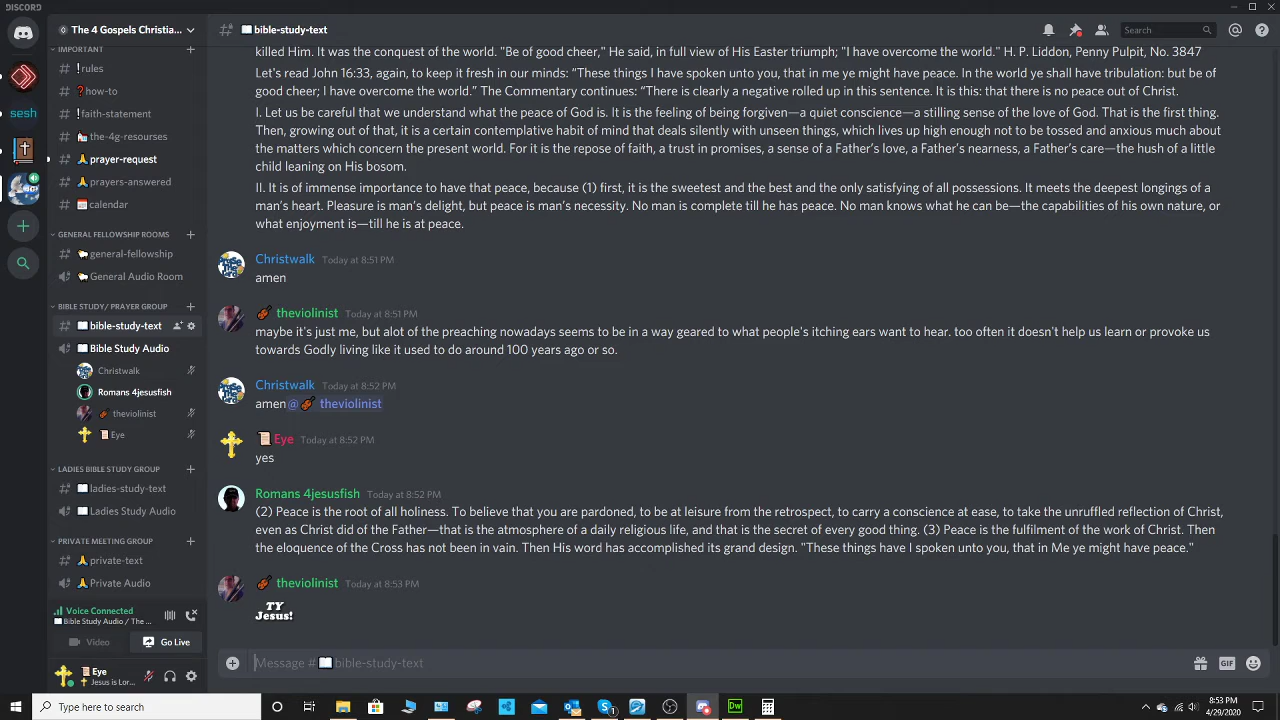 DISCORD
The 4 Gospels Christia...
bible-study-text
Search
IMPORTANT
rules
how-to
faith-statement
the-4g-resourses
prayer-request
prayers-answered
calendar
GENERAL FELLOWSHIP ROOMS
general-fellowship
General Audio Room
BIBLE STUDY/ PRAYER GROUP
bible-study-text
Bible Study Audio
Christwalk
Romans 4jesusfish
theviolinist
Eye
LADIES BIBLE STUDY GROUP
ladies-study-text
Ladies Study Audio
PRIVATE MEETING GROUP
private-text
Private Audio
sesh
Voice Connected
Bible Study Audio / The ...
Video
Go Live
Eye
Jesus is Lor...
killed Him. It was the conquest of the world. "Be of good cheer," He said, in full view of His Easter triumph; "I have overcome the world." H. P. Liddon, Penny Pulpit, No. 3847
Let's read John 16:33, again, to keep it fresh in our minds: “These things I have spoken unto you, that in me ye might have peace. In the world ye shall have tribulation: but be of
good cheer; I have overcome the world.” The Commentary continues: “There is clearly a negative rolled up in this sentence. It is this: that there is no peace out of Christ.
I. Let us be careful that we understand what the peace of God is. It is the feeling of being forgiven—a quiet conscience—a stilling sense of the love of God. That is the first thing.
Then, growing out of that, it is a certain contemplative habit of mind that deals silently with unseen things, which lives up high enough not to be tossed and anxious much about
the matters which concern the present world. For it is the repose of faith, a trust in promises, a sense of a Father’s love, a Father’s nearness, a Father’s care—the hush of a little
child leaning on His bosom.
II. It is of immense importance to have that peace, because (1) first, it is the sweetest and the best and the only satisfying of all possessions. It meets the deepest longings of a
man’s heart. Pleasure is man’s delight, but peace is man’s necessity. No man is complete till he has peace. No man knows what he can be—the capabilities of his own nature, or
what enjoyment is—till he is at peace.
Christwalk Today at 8:51 PM
amen
theviolinist Today at 8:51 PM
maybe it's just me, but alot of the preaching nowadays seems to be in a way geared to what people's itching ears want to hear. too often it doesn't help us learn or provoke us
towards Godly living like it used to do around 100 years ago or so.
Christwalk Today at 8:52 PM
amen@ theviolinist
Eye Today at 8:52 PM
yes
Romans 4jesusfish Today at 8:52 PM
(2) Peace is the root of all holiness. To believe that you are pardoned, to be at leisure from the retrospect, to carry a conscience at ease, to take the unruffled reflection of Christ,
even as Christ did of the Father—that is the atmosphere of a daily religious life, and that is the secret of every good thing. (3) Peace is the fulfilment of the work of Christ. Then
the eloquence of the Cross has not been in vain. Then His word has accomplished its grand design. "These things have I spoken unto you, that in Me ye might have peace."
theviolinist Today at 8:53 PM
TY
Jesus!
Message # bible-study-text
GIF
Type here to search
Dw
8:53 PM
4/29/2020